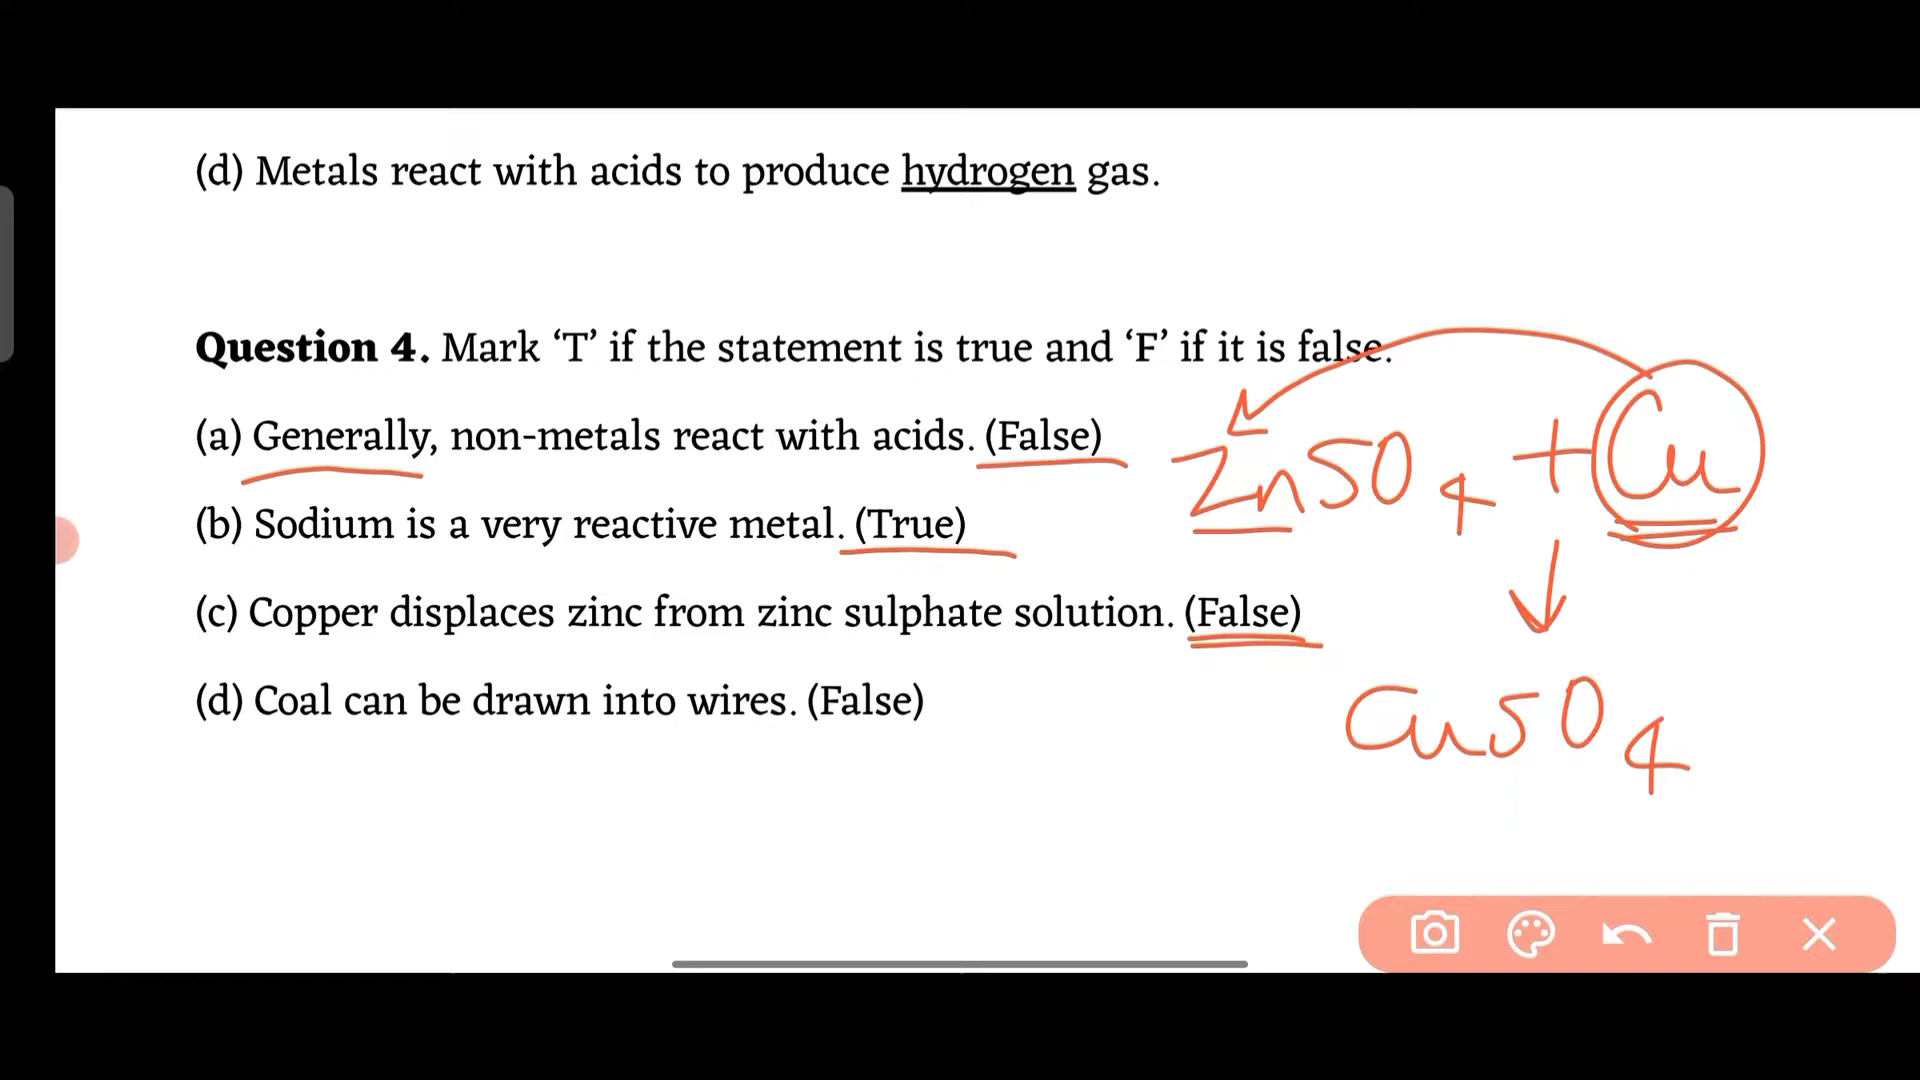 (d) Metals react with acids to produce hydrogen gas.
Question 4. Mark ‘T’ if the statement is true and ‘F’ if it is false.
(a) Generally, non-metals react with acids. (False)
ZnSO4 + Cu
(b) Sodium is a very reactive metal. (True)
(c) Copper displaces zinc from zinc sulphate solution. (False)
(d) Coal can be drawn into wires. (False)
CuSO4